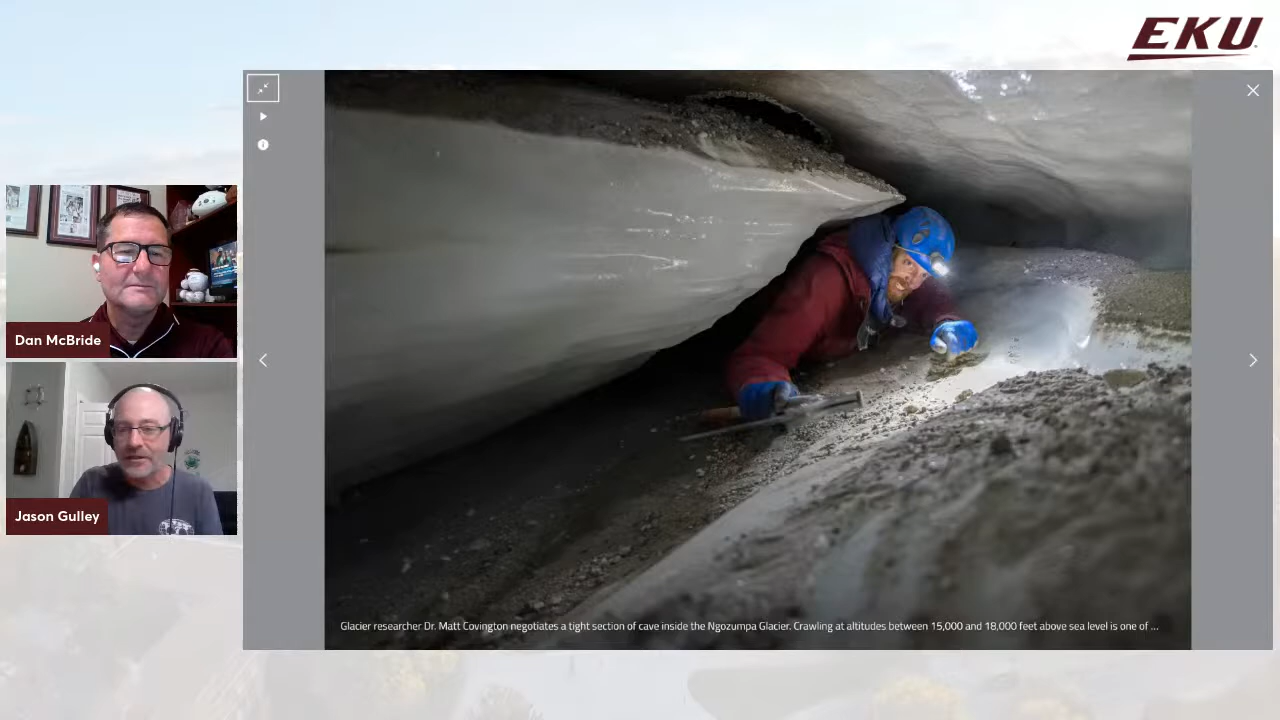 EKU
Dan McBride
Jason Gulley
Glacier researcher Dr. Matt Covington negotiates a tight section of cave inside the Ngozumpa Glacier. Crawling at altitudes between 15,000 and 18,000 feet above sea level is one of ...